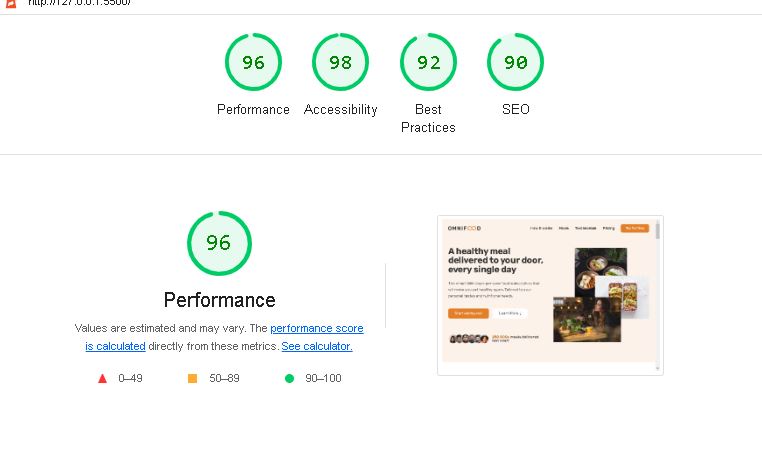 http://127.0.0.1:5500/
96
98
92
90
Performance
Accessibility
Best
Practices
SEO
96
Performance
Values are estimated and may vary. The performance score
is calculated directly from these metrics. See calculator.
0–49
50–89
90–100
OMNIFOOD
How it works
Meals
Testimonials
Pricing
Try for free
A healthy meal
delivered to your door,
every single day
Start eating well
Learn more ↓
meals delivered
last year!